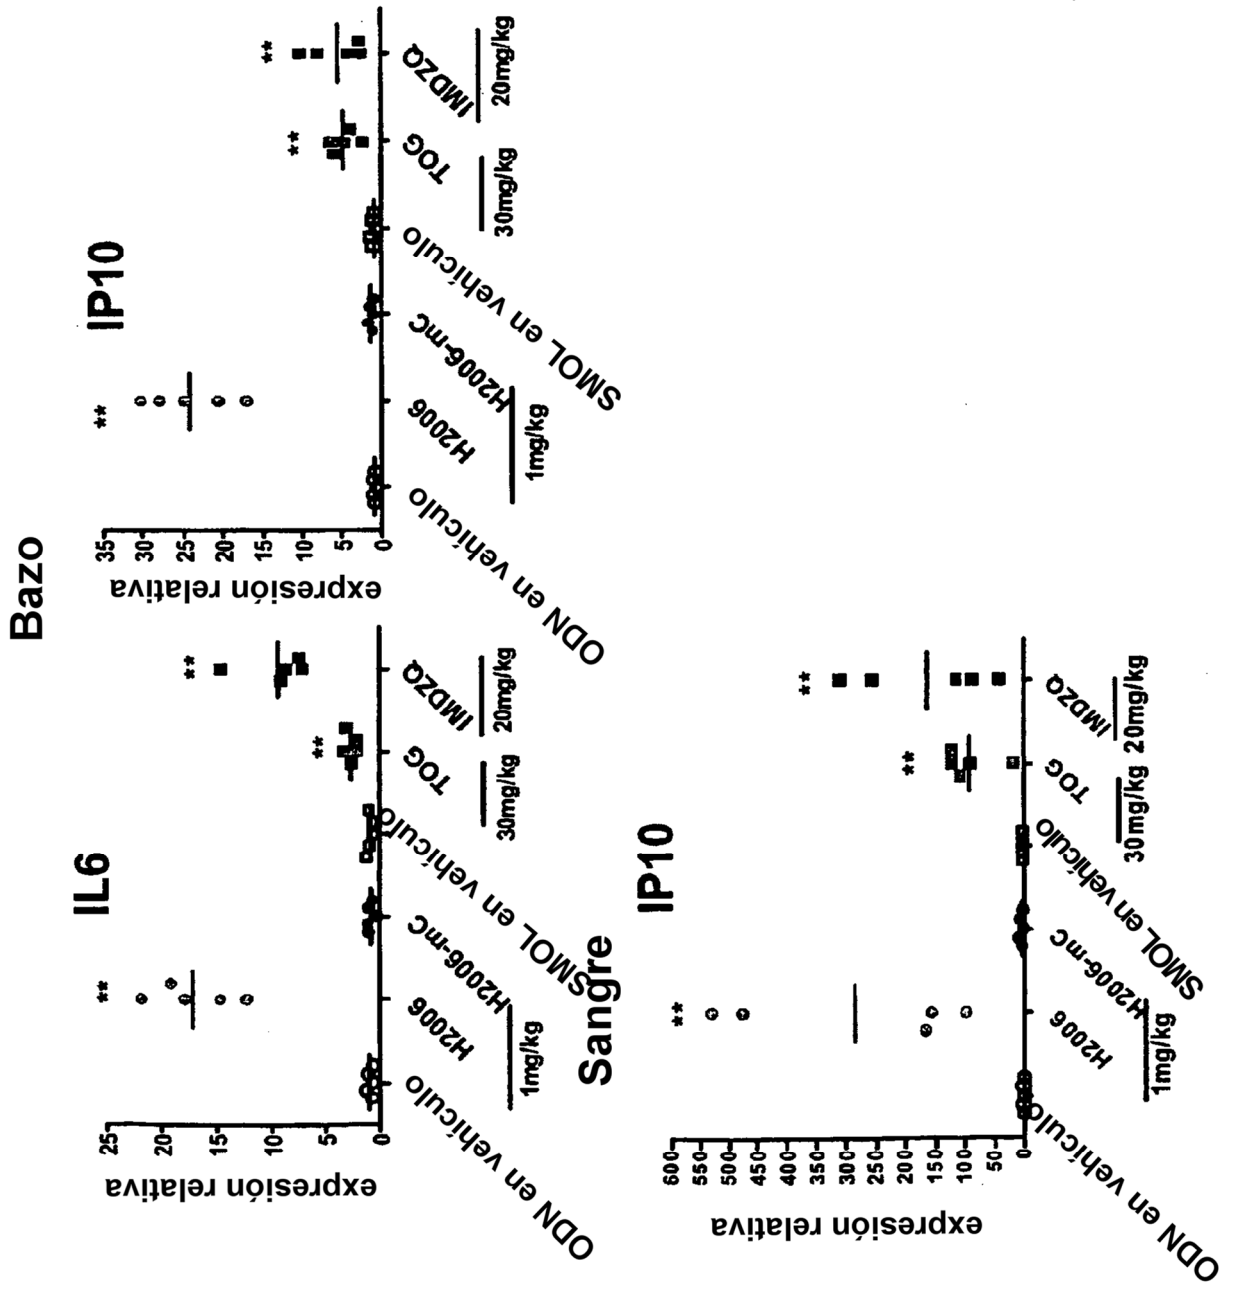 Bazo
IL6
expresión relativa
25
20
15
10
5
0
**
**
**
ODN en vehículo
H2006
H2006-mC
SMOL en vehículo
TOG
IMDZQ
1mg/kg
30mg/kg
20mg/kg
IP10
expresión relativa
35
30
25
20
15
10
5
0
**
**
**
ODN en vehículo
H2006
H2006-mC
SMOL en vehículo
TOG
IMDZQ
1mg/kg
30mg/kg
20mg/kg
Sangre
IP10
expresión relativa
600
550
500
450
400
350
300
250
200
150
100
50
0
**
**
**
ODN en vehículo
H2006
H2006-mC
SMOL en vehículo
TOG
IMDZQ
1mg/kg
30mg/kg
20mg/kg